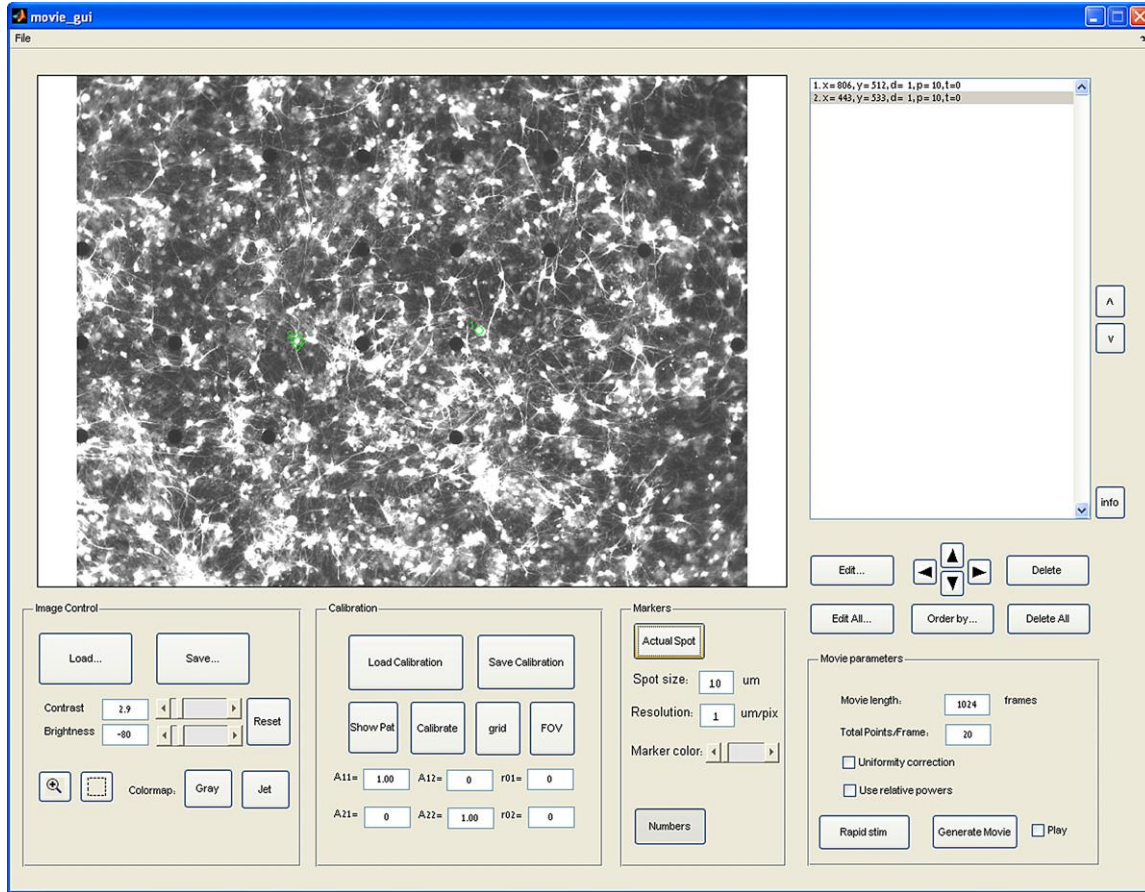 movie_gui
File
1.x= 806, y= 512, d= 1, p= 10, t=0
2.x= 443, y= 533, d= 1, p= 10, t=0
Λ
v
info
Edit...
Delete
Edit All...
Order by...
Delete All
Image Control
Load...
Save...
Contrast 2.9
Brightness -80
Reset
Colormap: Gray Jet
Calibration
Load Calibration
Save Calibration
Show Pat
Calibrate
grid
FOV
A11= 1.00 A12= 0 r01= 0
A21= 0 A22= 1.00 r02= 0
Markers
Actual Spot
Spot size: 10 um
Resolution: 1 um/pix
Marker color:
Numbers
Movie parameters
Movie length: 1024 frames
Total Points/Frame: 20
Uniformity correction
Use relative powers
Rapid stim
Generate Movie
Play